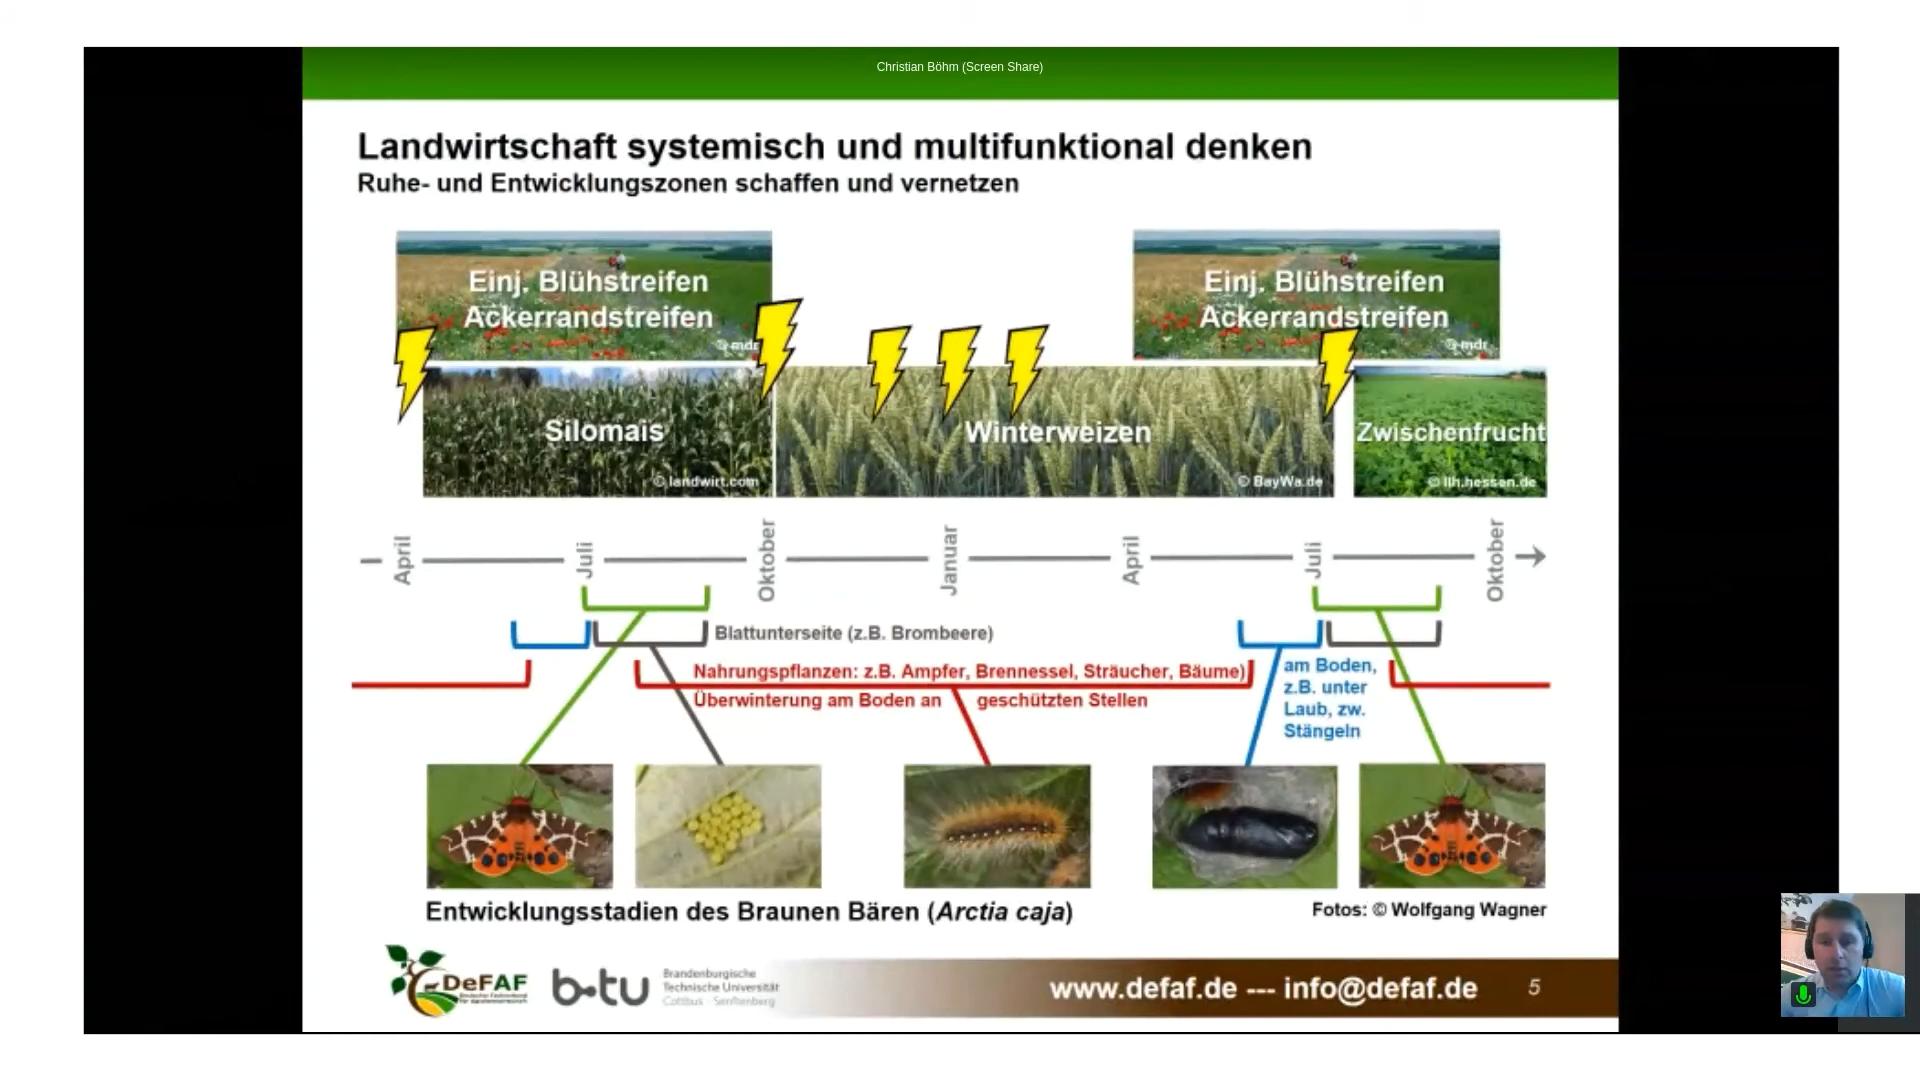 Christian Böhm (Screen Share)
Landwirtschaft systemisch und multifunktional denken
Ruhe- und Entwicklungszonen schaffen und vernetzen
Einj. Blühstreifen
Ackerrandstreifen
© mdr
Einj. Blühstreifen
Ackerrandstreifen
© mdr
Silomais
© landwirt.com
Winterweizen
© BayWa.de
Zwischenfrucht
© llh.hessen.de
April
Juli
Oktober
Januar
April
Juli
Oktober
Blattunterseite (z.B. Brombeere)
Nahrungspflanzen: z.B. Ampfer, Brennessel, Sträucher, Bäume)
Überwinterung am Boden an geschützten Stellen
am Boden,
z.B. unter
Laub, zw.
Stängeln
Entwicklungsstadien des Braunen Bären (Arctia caja)
Fotos: © Wolfgang Wagner
DeFAF
Deutscher Fachverband
für Agroforstwirtschaft
b-tu
Brandenburgische
Technische Universität
Cottbus - Senftenberg
www.defaf.de --- info@defaf.de
5